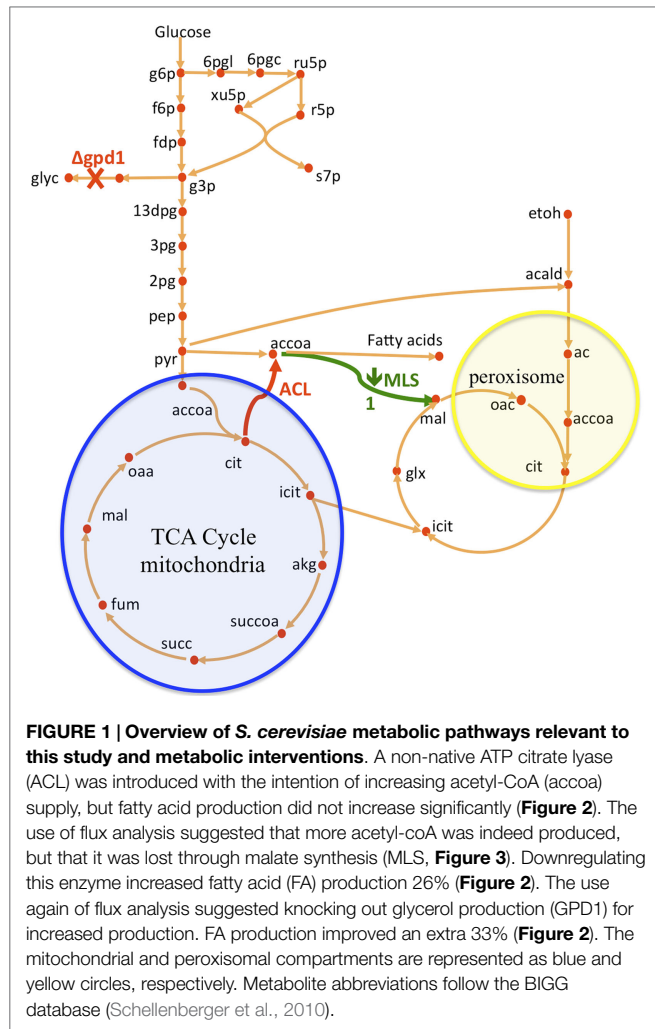 Glucose
g6p
6pgl
6pgc
ru5p
f6p
xu5p
r5p
fdp
Δgpd1
glyc
g3p
s7p
13dpg
3pg
etoh
2pg
acald
pep
pyr
accoa
Fatty acids
ac
peroxisome
ACL
MLS
1
accoa
mal
oac
accoa
cit
oaa
cit
glx
icit
mal
icit
TCA Cycle
mitochondria
akg
fum
succoa
succ
FIGURE 1 | Overview of S. cerevisiae metabolic pathways relevant to
this study and metabolic interventions. A non-native ATP citrate lyase
(ACL) was introduced with the intention of increasing acetyl-CoA (accoa)
supply, but fatty acid production did not increase significantly (Figure 2). The
use of flux analysis suggested that more acetyl-coA was indeed produced,
but that it was lost through malate synthesis (MLS, Figure 3). Downregulating
this enzyme increased fatty acid (FA) production 26% (Figure 2). The use
again of flux analysis suggested knocking out glycerol production (GPD1) for
increased production. FA production improved an extra 33% (Figure 2). The
mitochondrial and peroxisomal compartments are represented as blue and
yellow circles, respectively. Metabolite abbreviations follow the BIGG
database (Schellenberger et al., 2010).